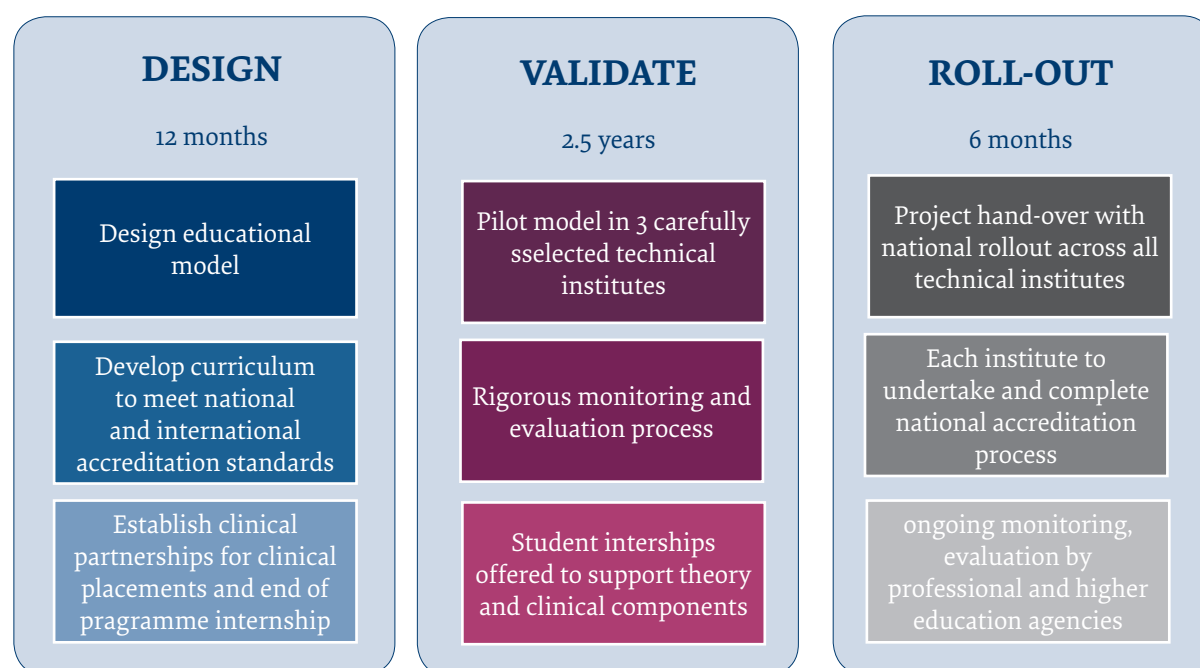 DESIGN
12 months
Design educational
model
Develop curriculum
to meet national
and international
accreditation standards
Establish clinical
partnerships for clinical
placements and end of
pragramme internship
VALIDATE
2.5 years
Pilot model in 3 carefully
sselected technical
institutes
Rigorous monitoring and
evaluation process
Student interships
offered to support theory
and clinical components
ROLL-OUT
6 months
Project hand-over with
national rollout across all
technical institutes
Each institute to
undertake and complete
national accreditation
process
ongoing monitoring,
evaluation by
professional and higher
education agencies